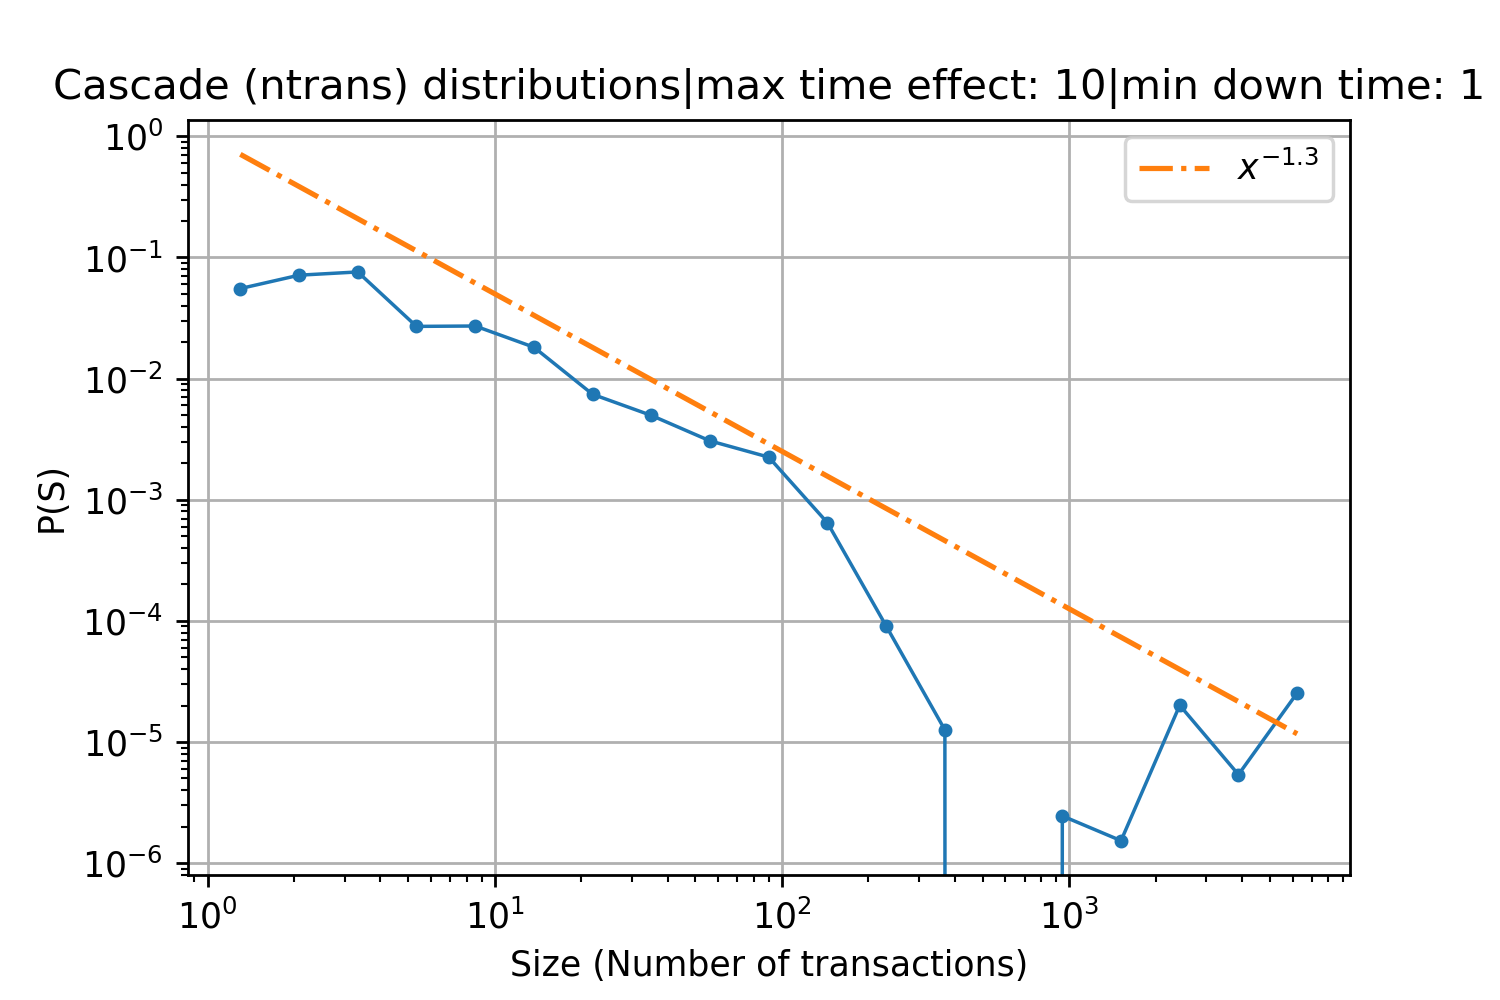 Cascade (ntrans) distributions|max time effect: 10|min down time: 1
10^0
10^-1
10^-2
10^-3
10^-4
10^-5
10^-6
P(S)
x^-1.3
10^0 10^1 10^2 10^3
Size (Number of transactions)